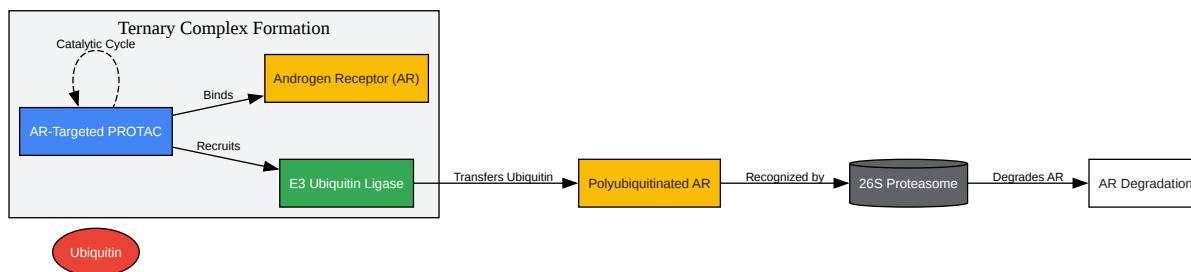 Ternary Complex Formation
Catalytic Cycle
Androgen Receptor (AR)
Binds
AR-Targeted PROTAC
Recruits
E3 Ubiquitin Ligase
Transfers Ubiquitin
Polyubiquitinated AR
Recognized by
26S Proteasome
Degrades AR
AR Degradation
Ubiquitin